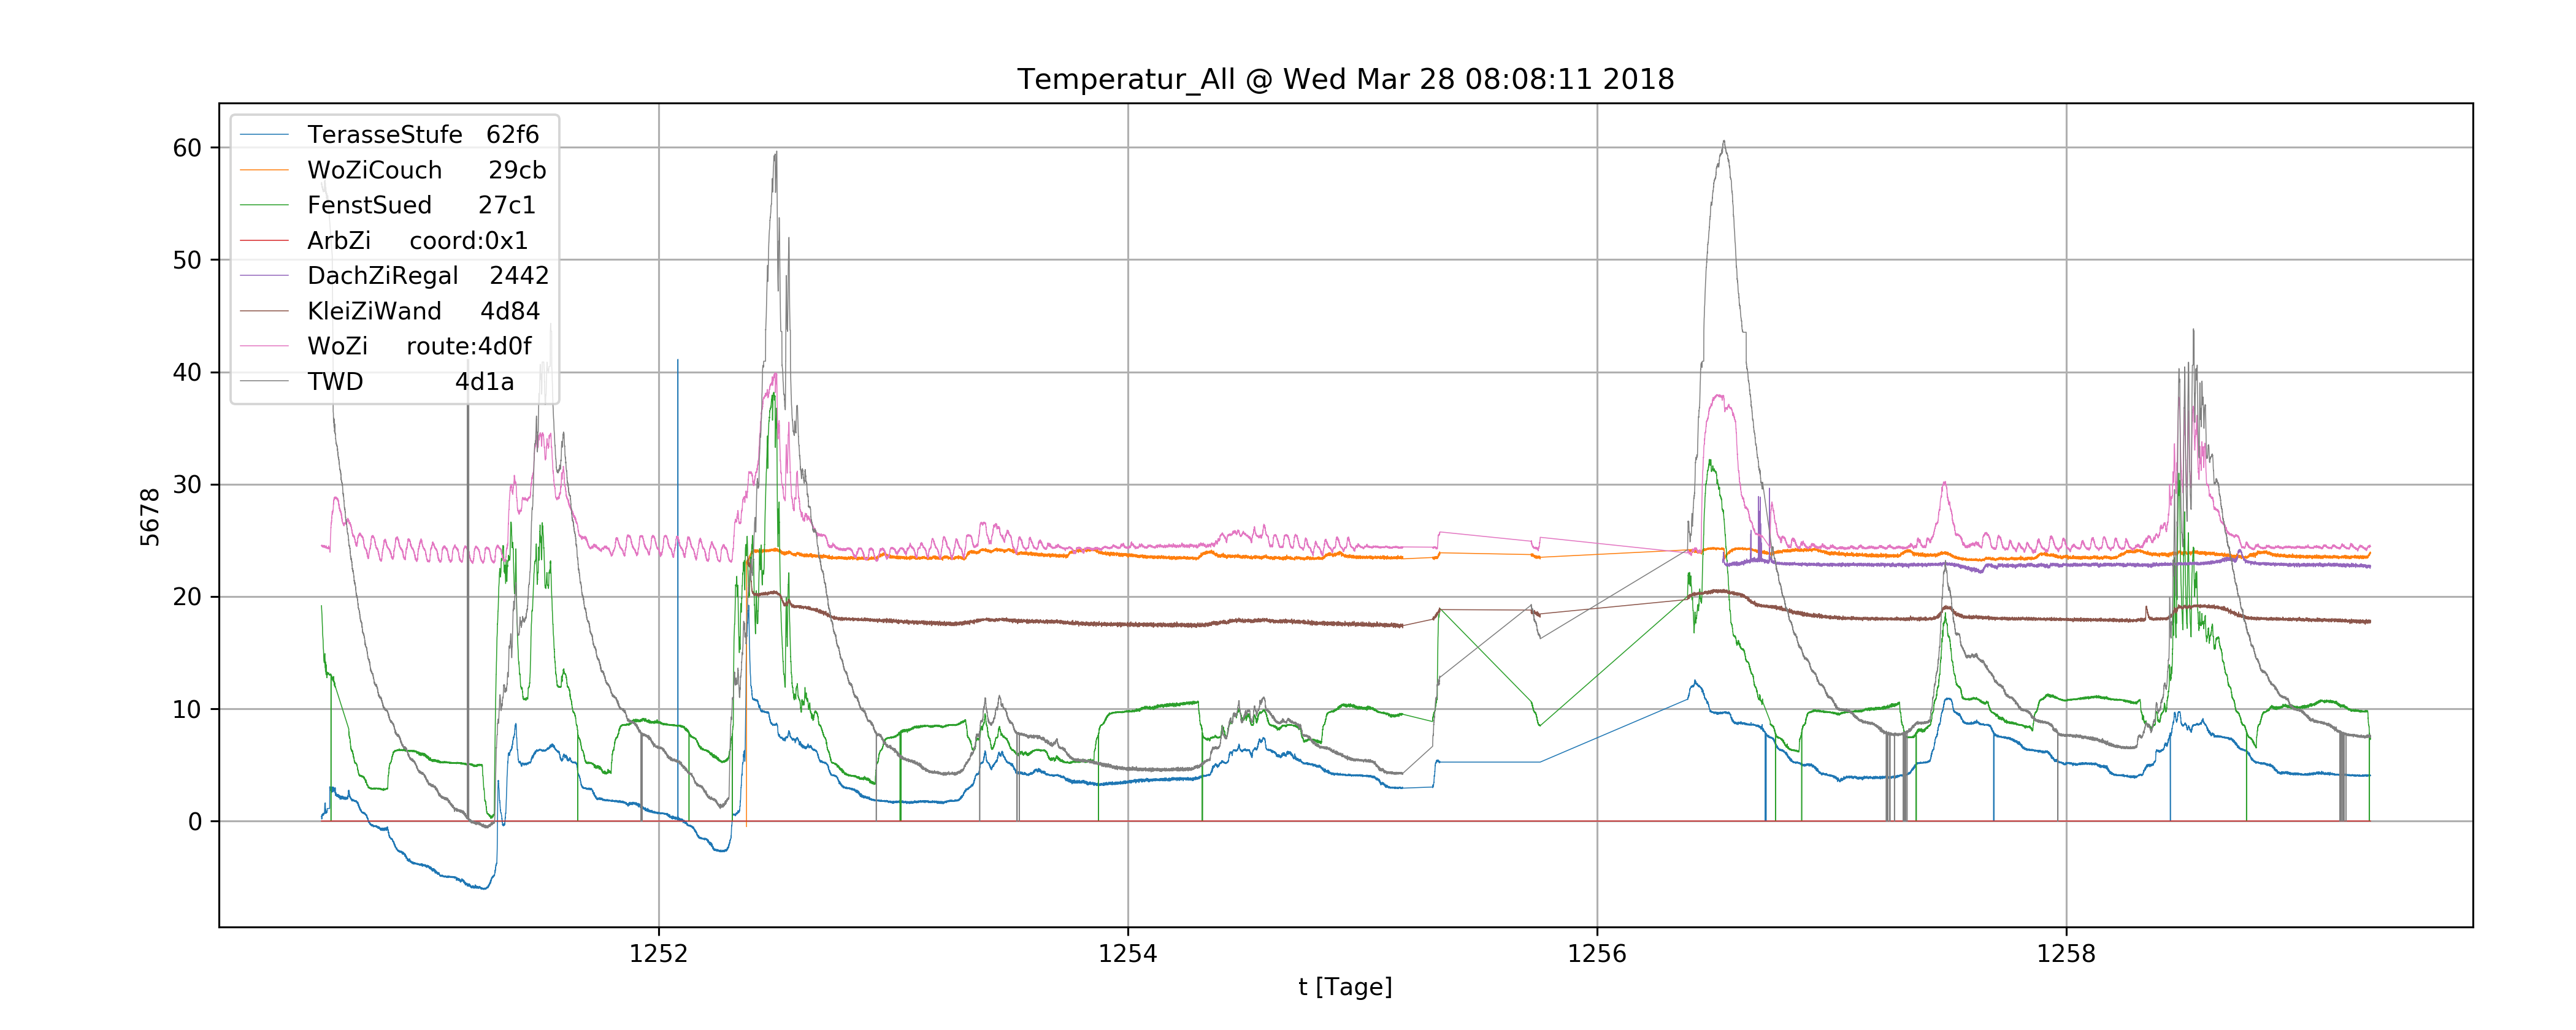 Temperatur_All @ Wed Mar 28 08:08:11 2018
60
50
40
30
20
10
0
5678
TerasseStufe 62f6
WoZiCouch 29cb
FenstSued 27c1
ArbZi coord:0x1
DachZiRegal 2442
KleiZiWand 4d84
WoZi route:4d0f
TWD 4d1a
1252 1254 1256 1258
t [Tage]